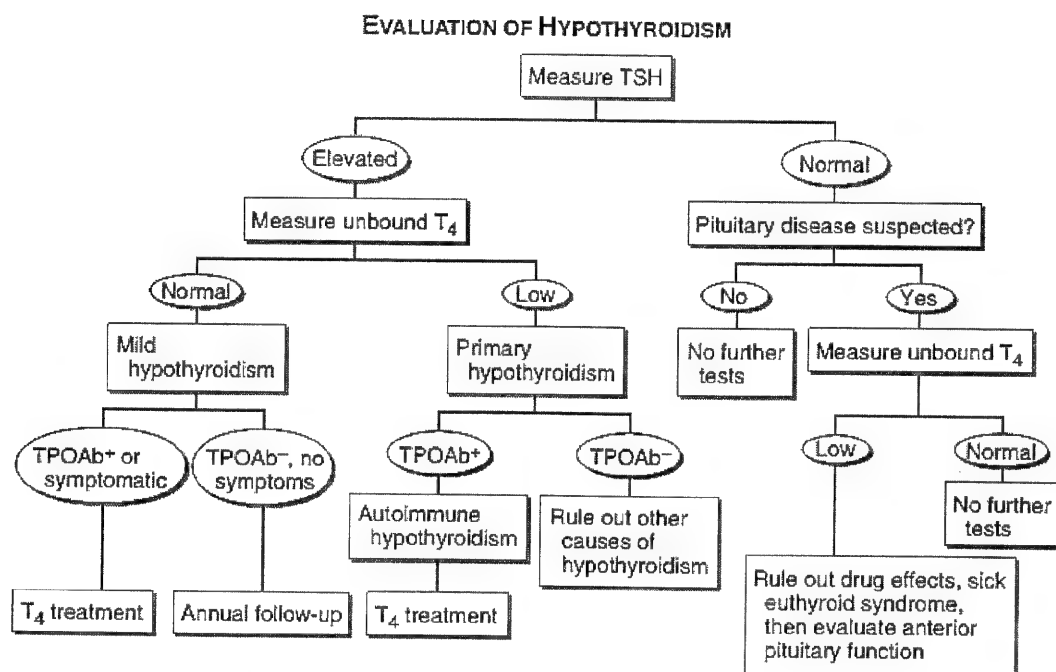 EVALUATION OF HYPOTHYROIDISM
Measure TSH
Elevated
Normal
Measure unbound T4
Pituitary disease suspected?
Normal
Low
No
Yes
Mild
hypothyroidism
Primary
hypothyroidism
No further
tests
Measure unbound T4
TPOAb+ or
symptomatic
TPOAb–, no
symptoms
TPOAb+
TPOAb–
Low
Normal
Autoimmune
hypothyroidism
Rule out other
causes of
hypothyroidism
No further
tests
T4 treatment
Annual follow-up
T4 treatment
Rule out drug effects, sick
euthyroid syndrome,
then evaluate anterior
pituitary function